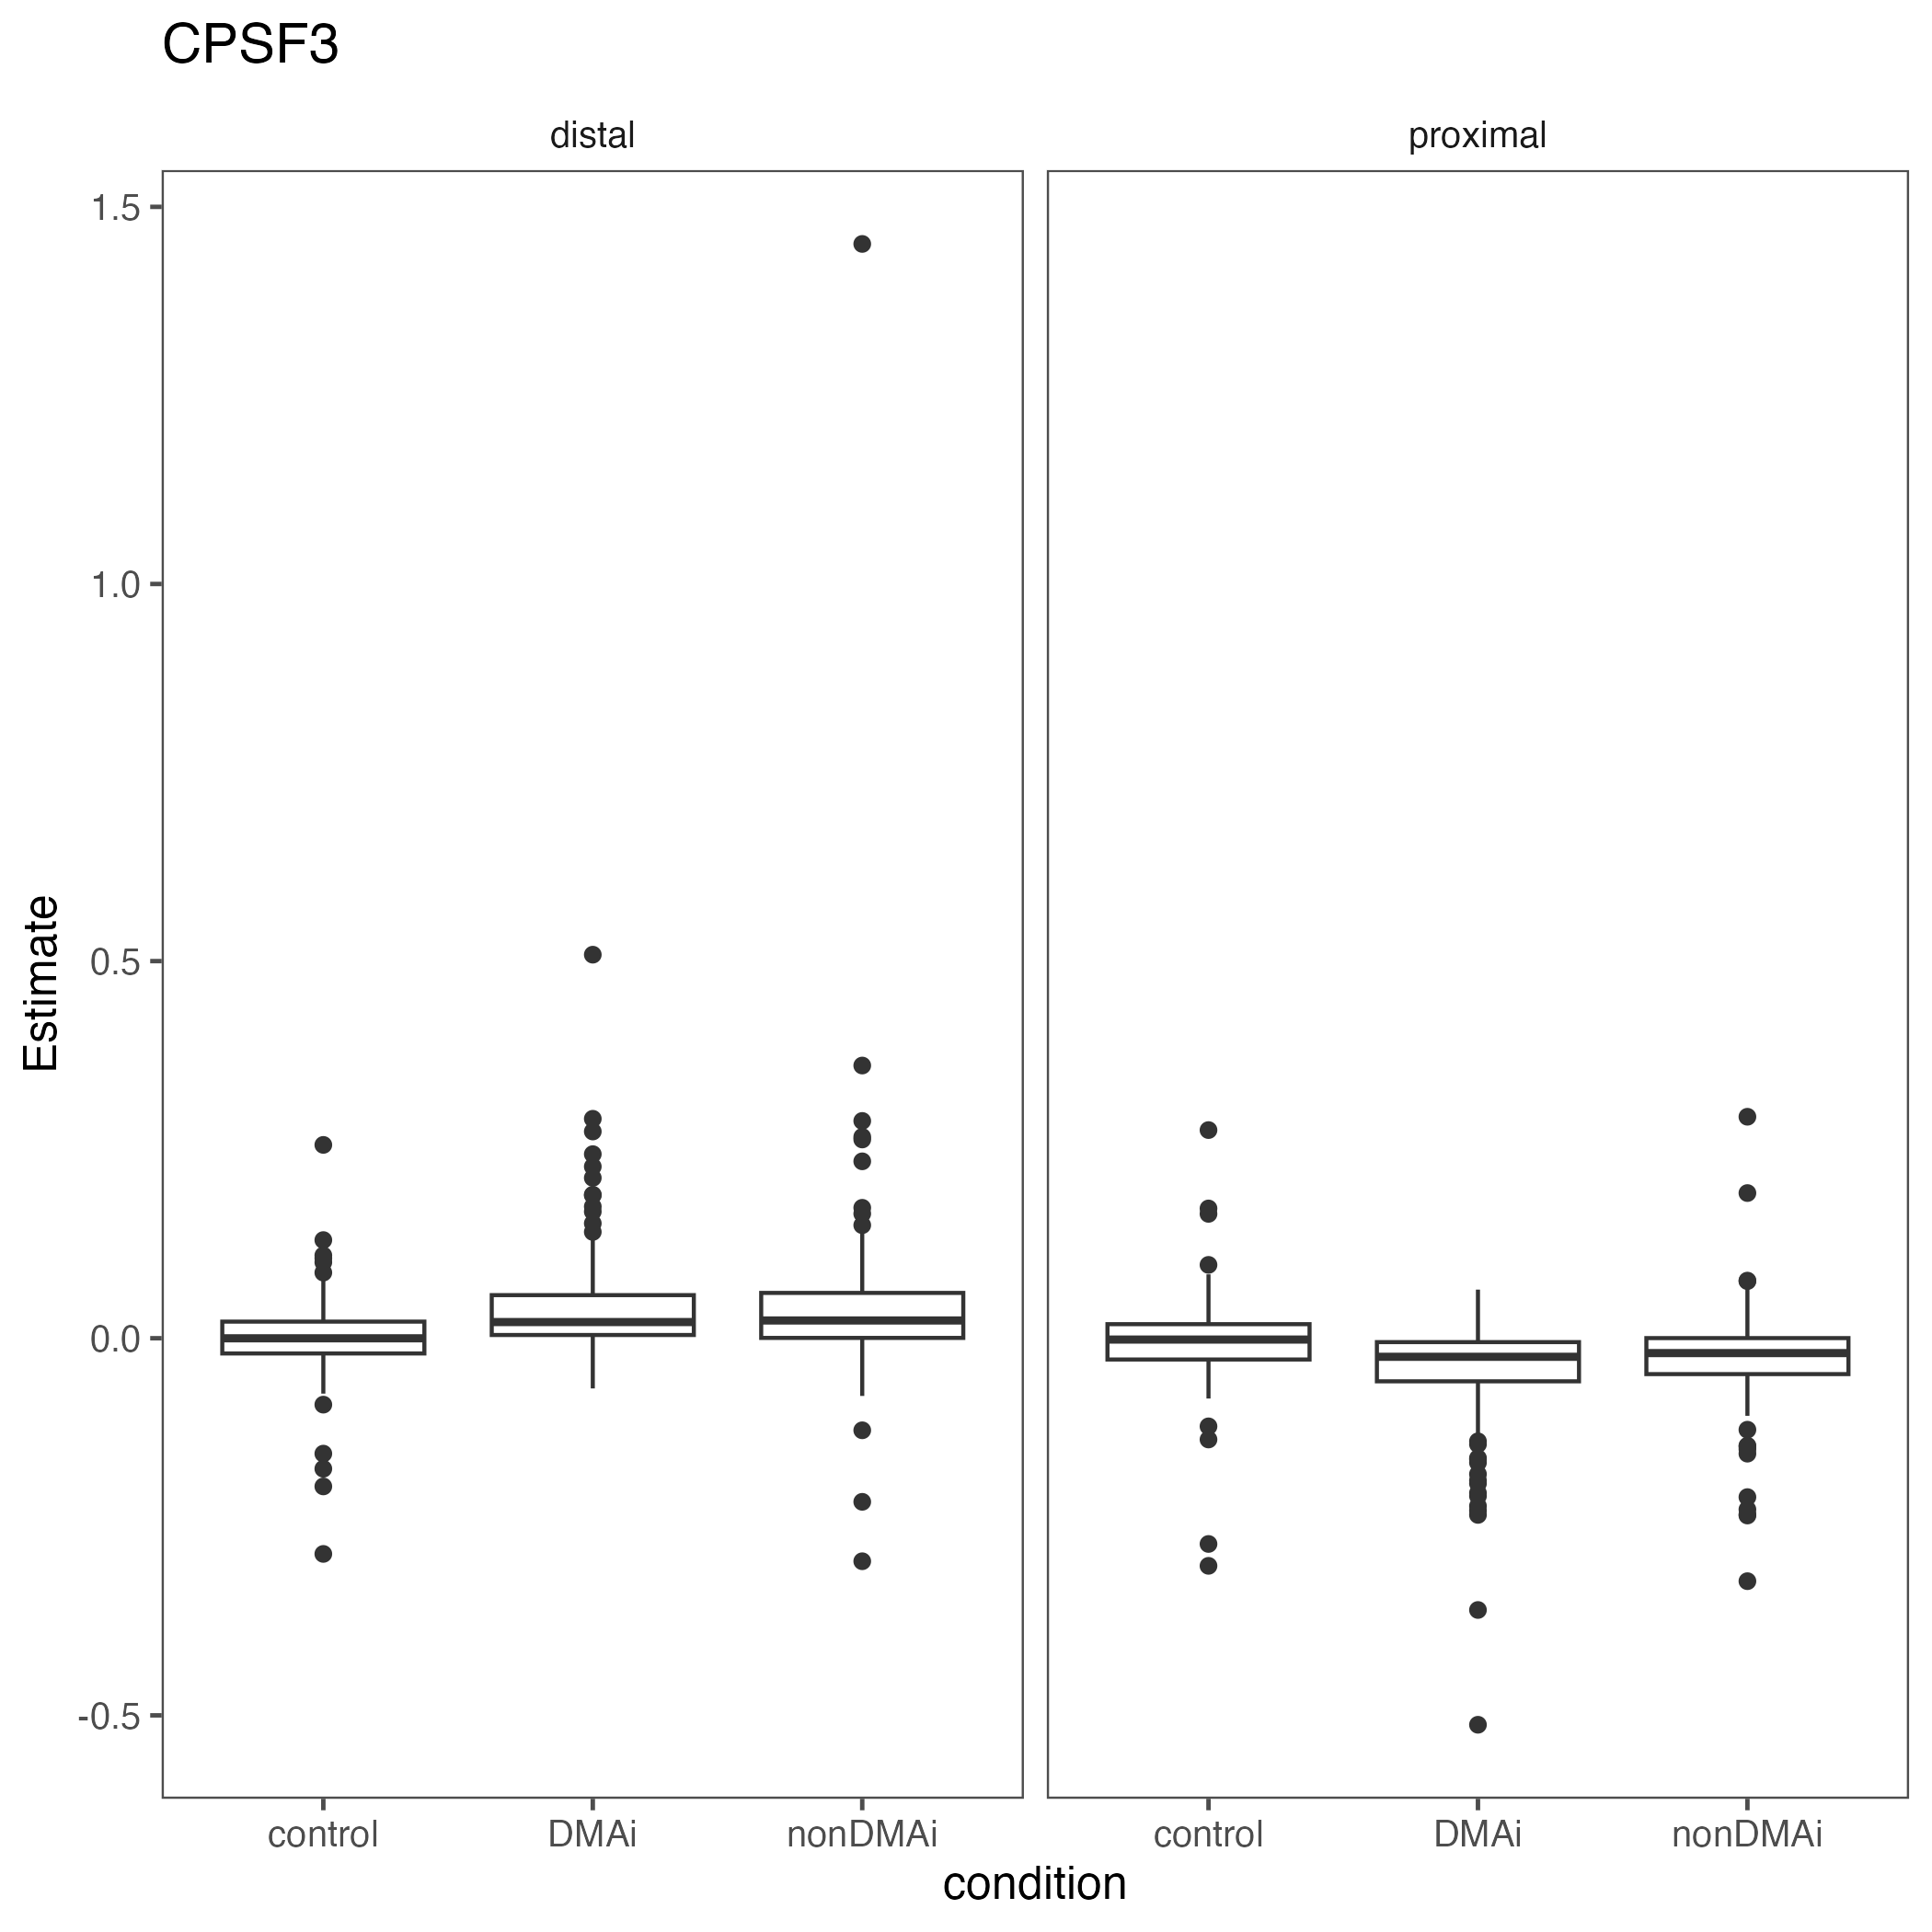 CPSF3
distal
proximal
1.5
1.0
0.5
0.0
-0.5
Estimate
control
DMAi
nonDMAi
control
DMAi
nonDMAi
condition